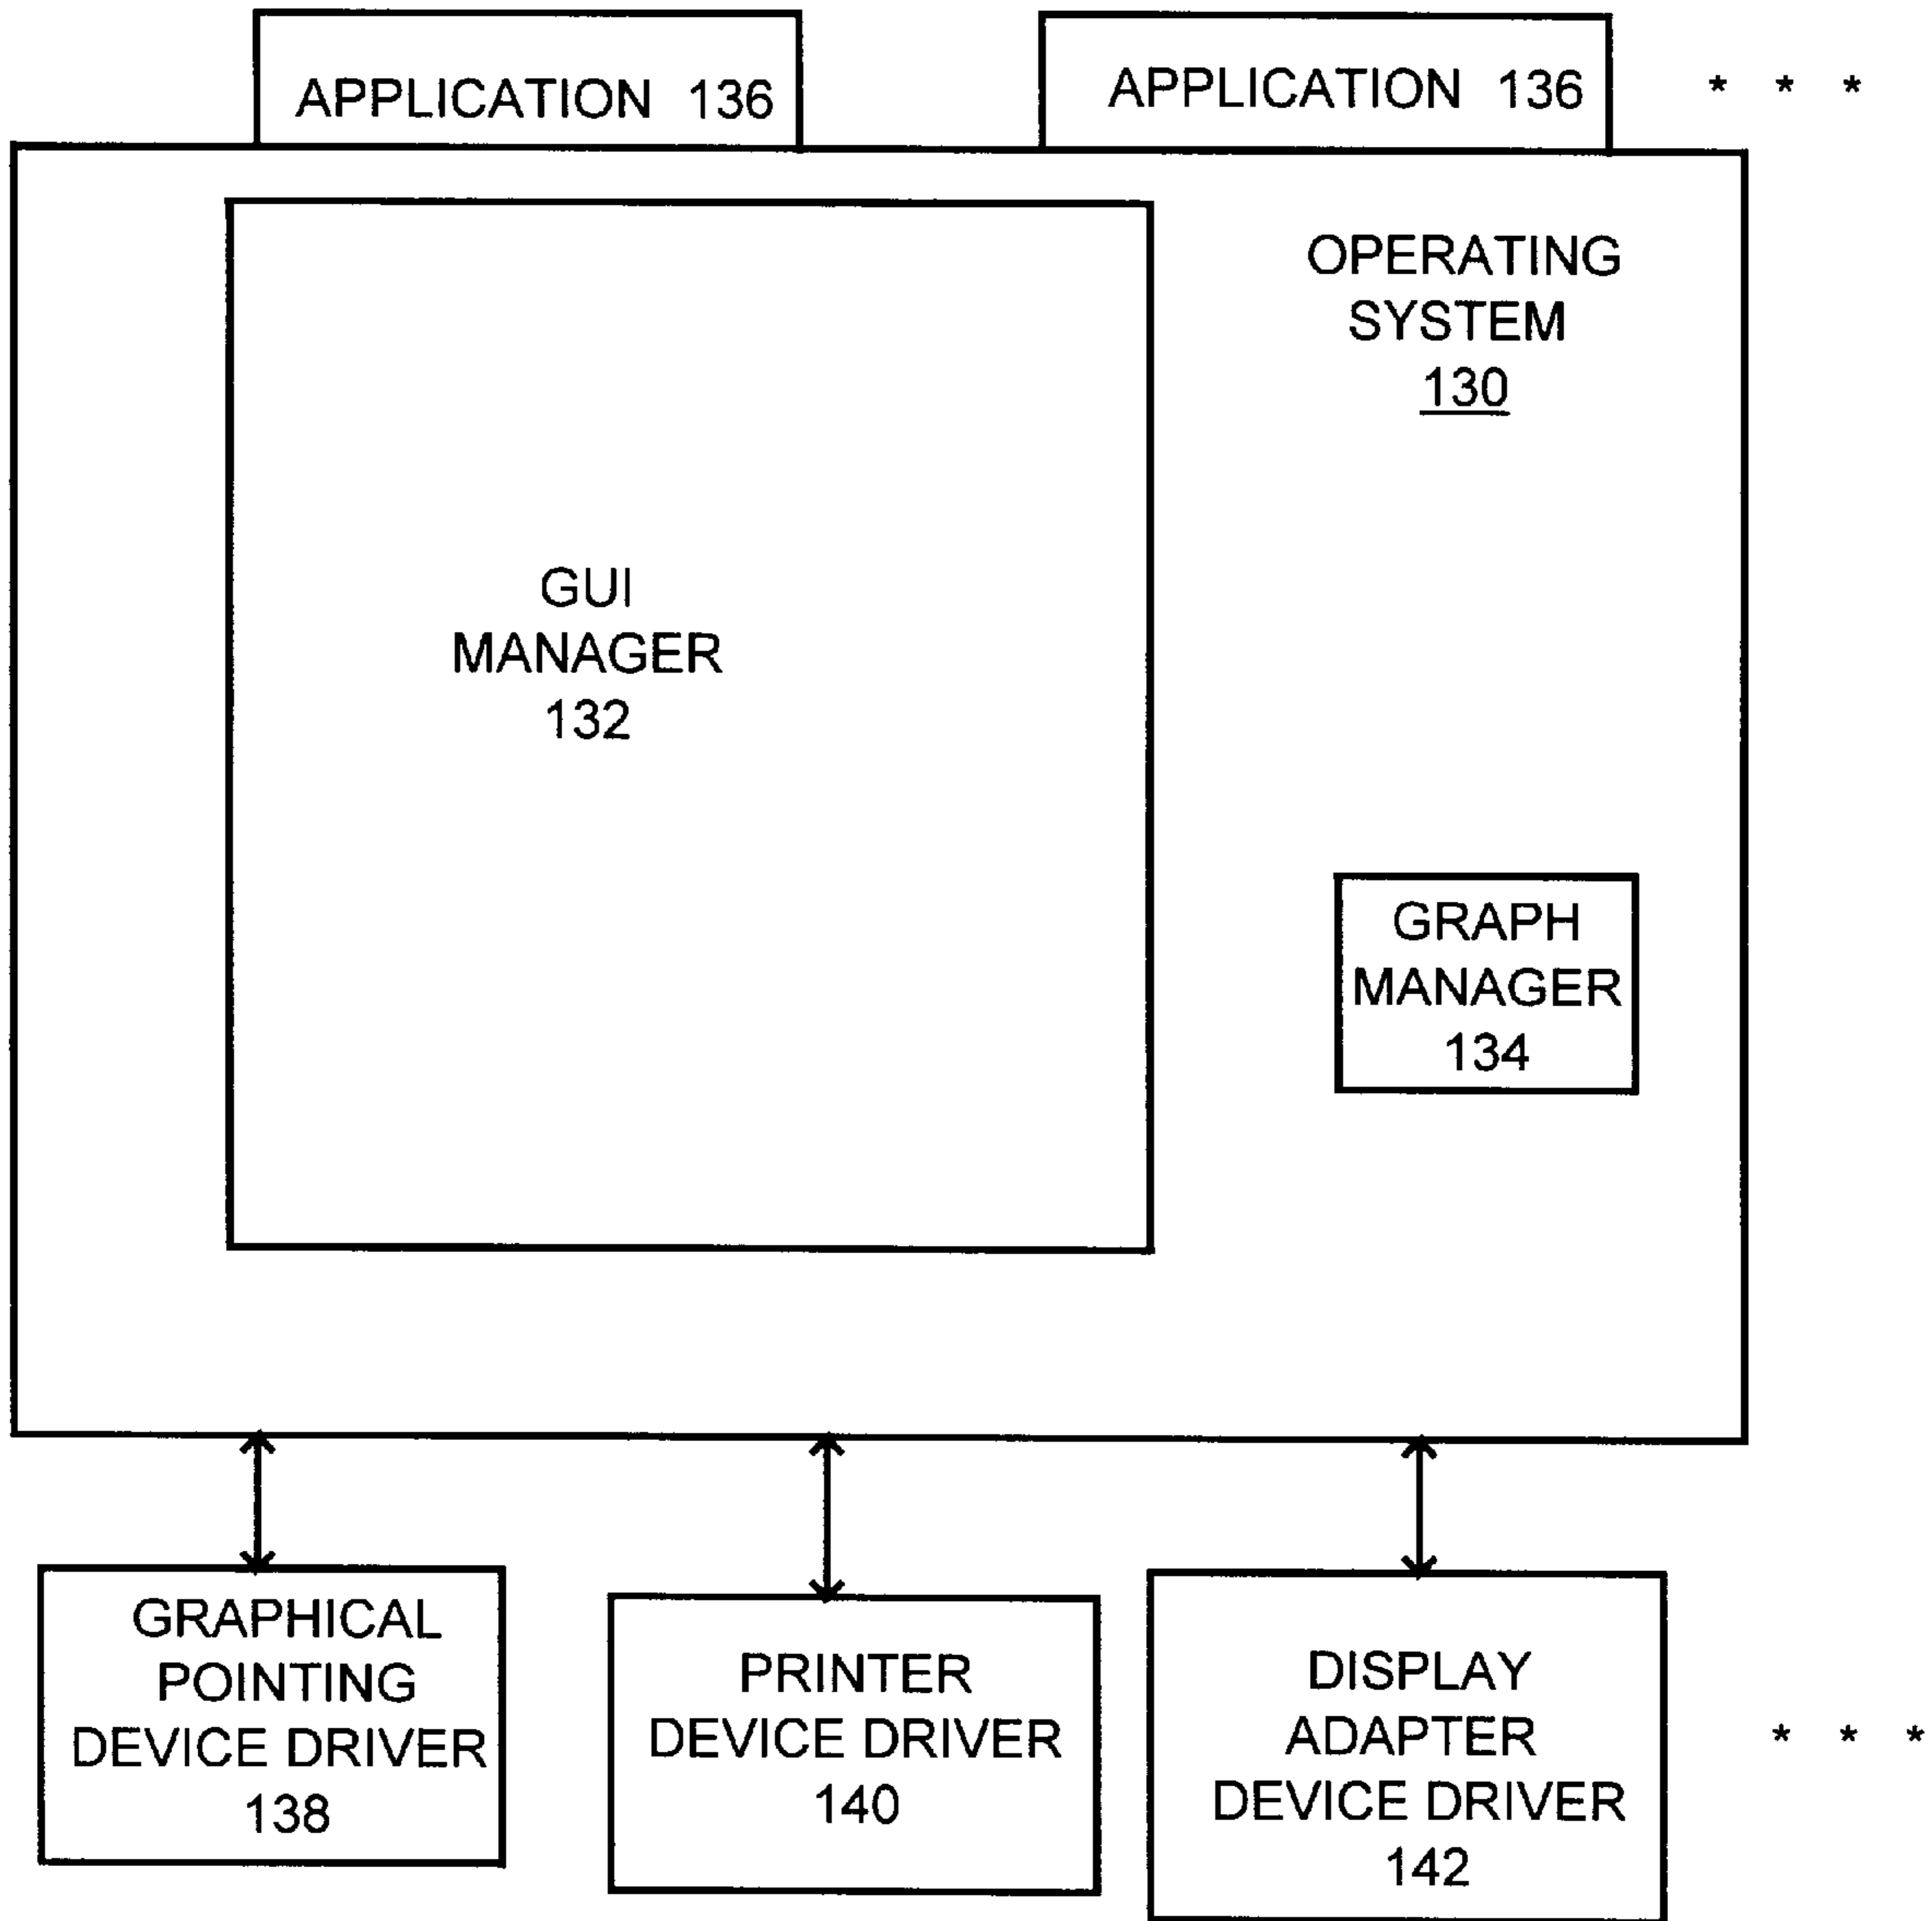 APPLICATION 136
APPLICATION 136
* * *
OPERATING
SYSTEM
130
GUI
MANAGER
132
GRAPH
MANAGER
134
GRAPHICAL
POINTING
DEVICE DRIVER
138
PRINTER
DEVICE DRIVER
140
DISPLAY
ADAPTER
DEVICE DRIVER
142
* * *